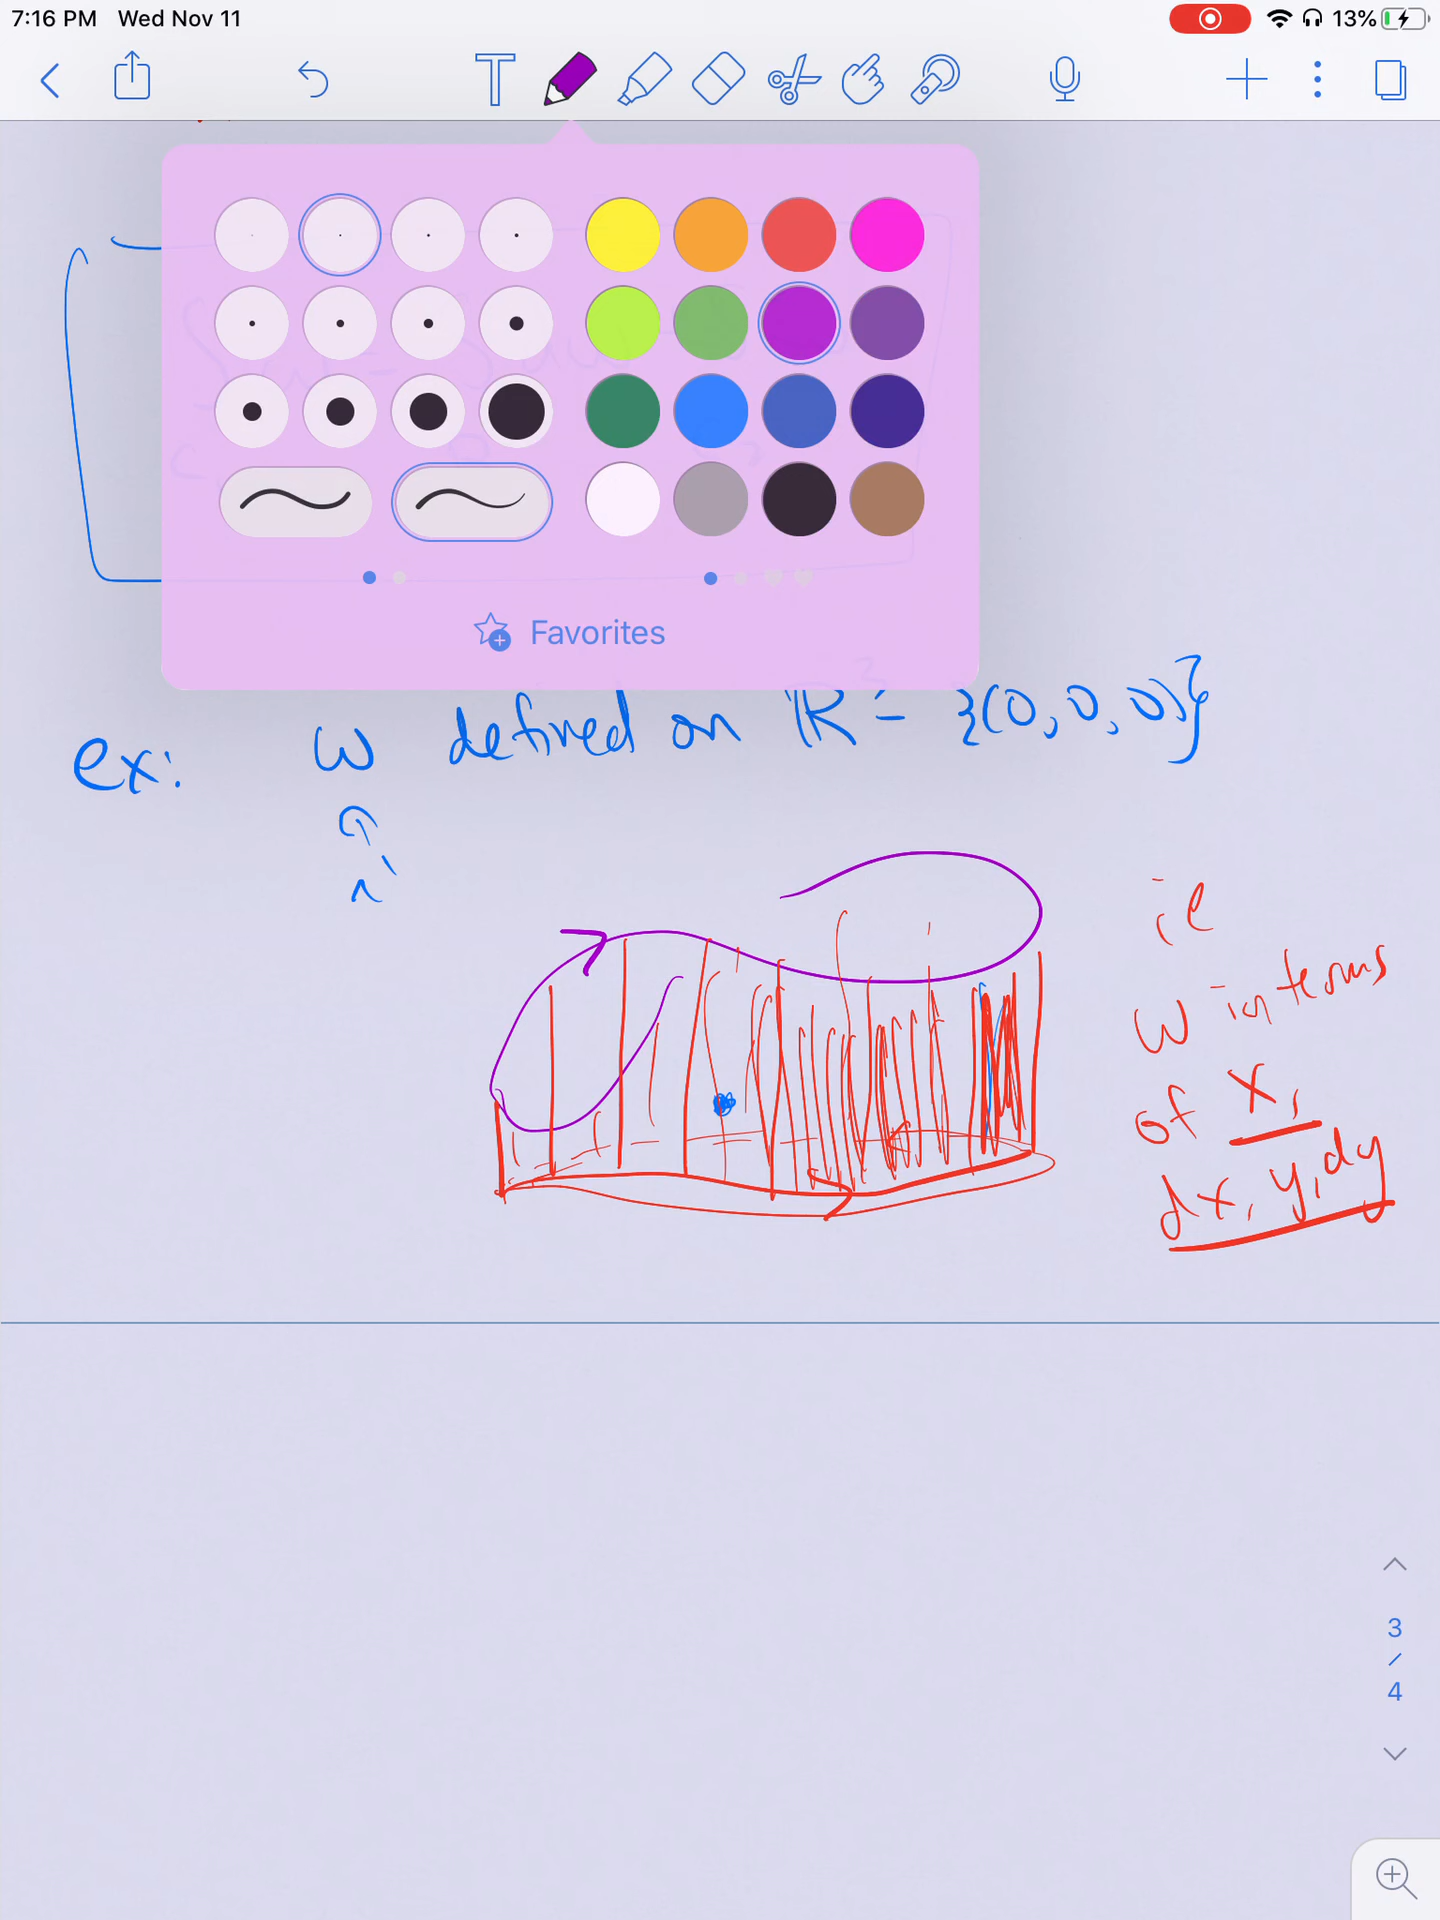 7:16 PM Wed Nov 11
13%
T
Favorites
ex: ω defined on ℝ³ - {(0,0,0)}
ie
ω in terms
of x,
dx, y, dy
3
/
4